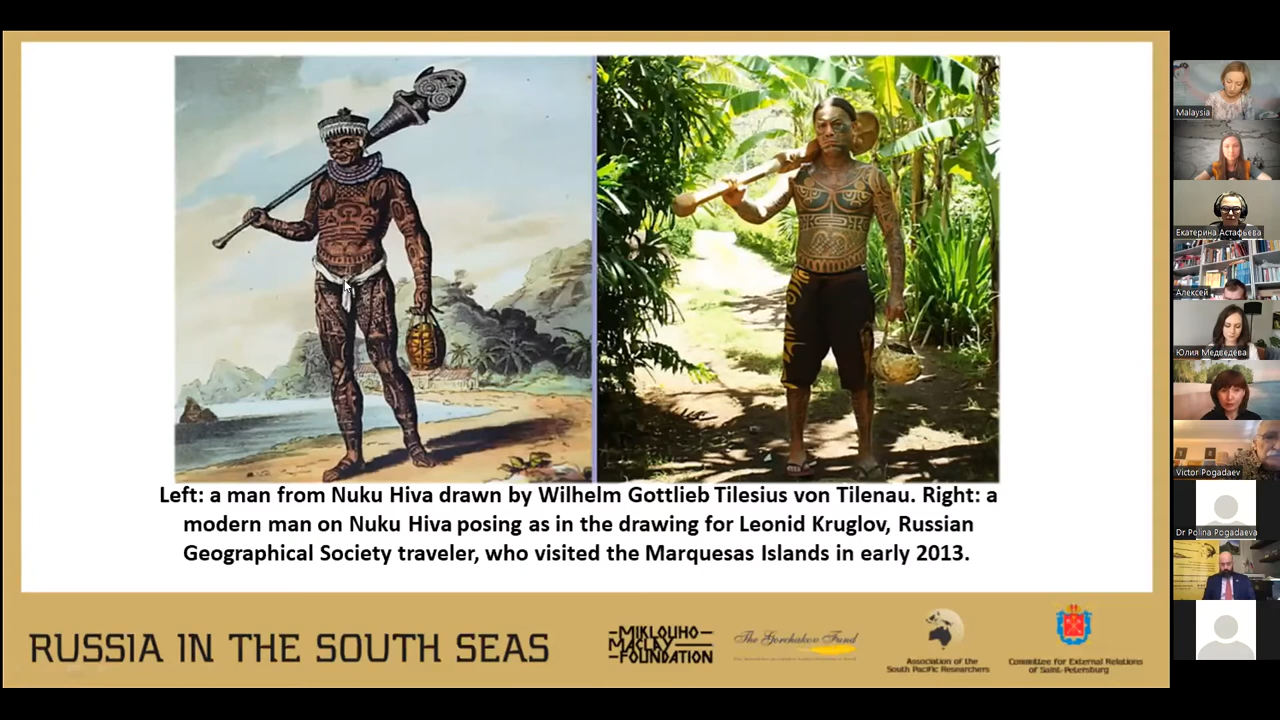 Left: a man from Nuku Hiva drawn by Wilhelm Gottlieb Tilesius von Tilenau. Right: a
modern man on Nuku Hiva posing as in the drawing for Leonid Kruglov, Russian
Geographical Society traveler, who visited the Marquesas Islands in early 2013.
RUSSIA IN THE SOUTH SEAS
MIKLOUHO
MACLAY
FOUNDATION
The Gorchakov Fund
Association of the
South Pacific Researchers
Committee for External Relations
of Saint-Petersburg
Malaysia
Екатерина Астафьева
Алексей
Юлия Медведева
Victor Pogadaev
Dr Polina Pogadaeva